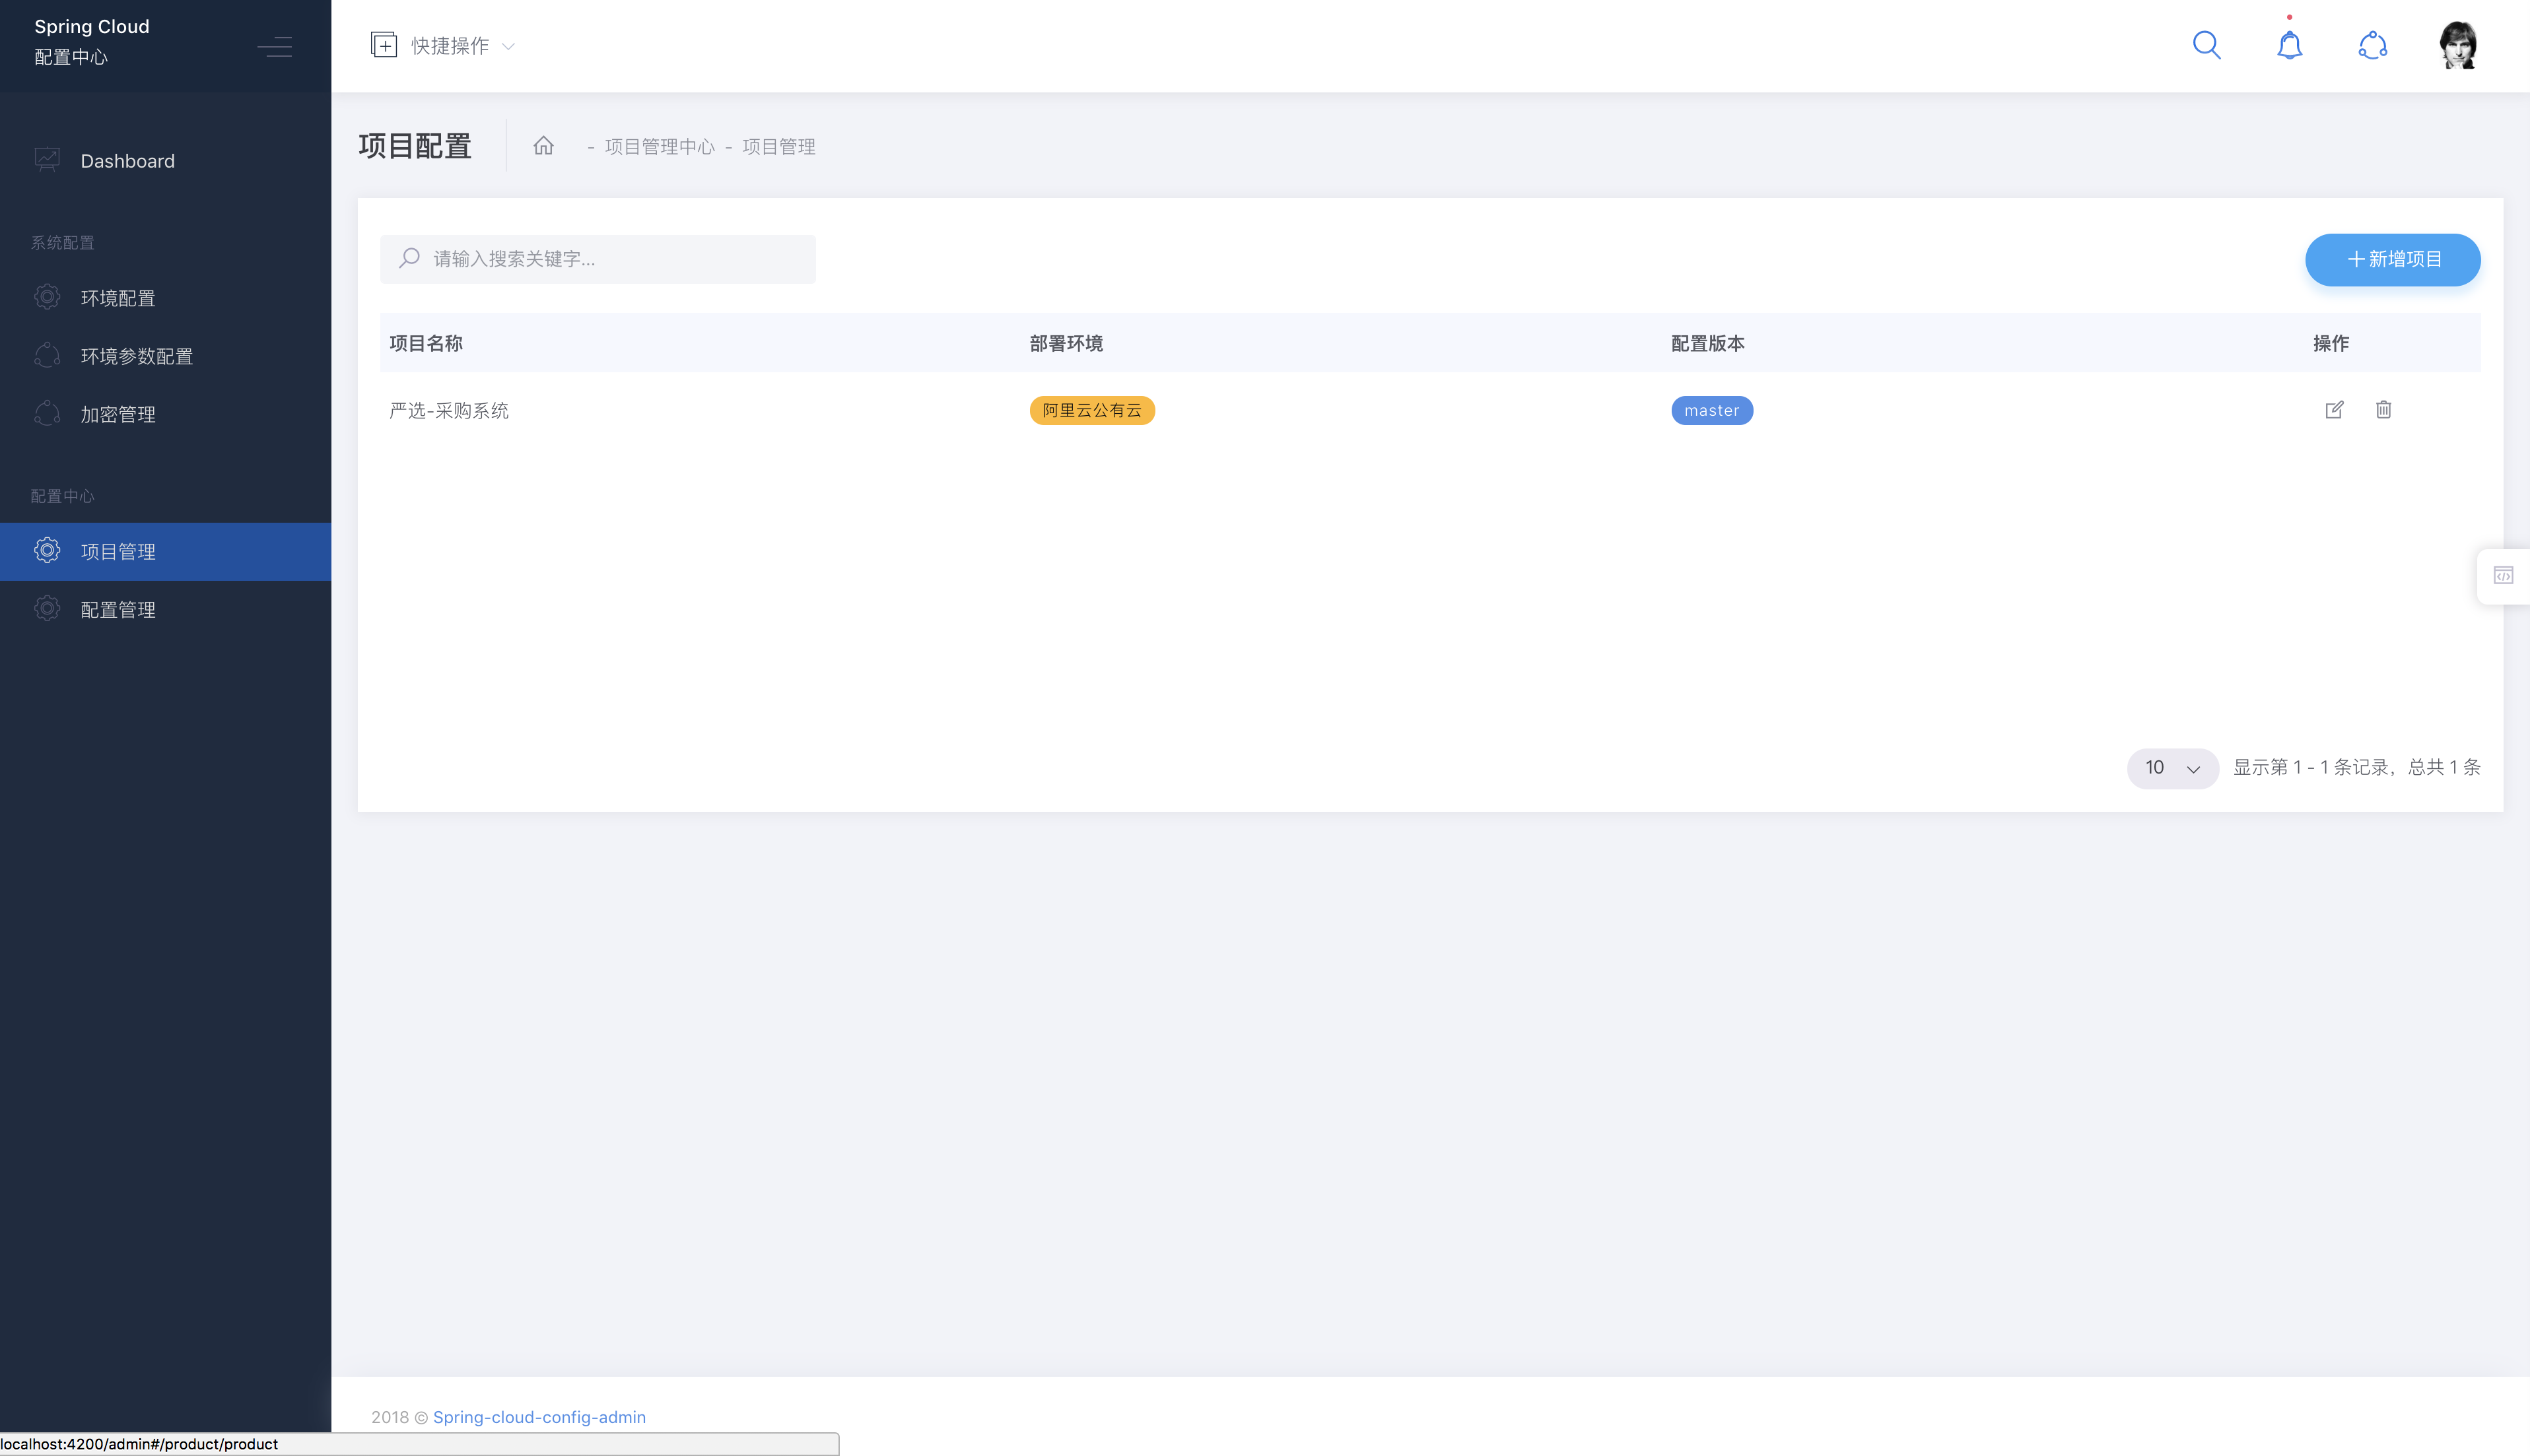 Spring Cloud
配置中心
快捷操作
Dashboard
系统配置
环境配置
环境参数配置
加密管理
配置中心
项目管理
配置管理
项目配置 - 项目管理中心 - 项目管理
请输入搜索关键字...
新增项目
项目名称 部署环境 配置版本 操作
严选-采购系统 阿里云公有云 master
10 显示第 1 - 1 条记录，总共 1 条
2018 © Spring-cloud-config-admin
localhost:4200/admin#/product/product